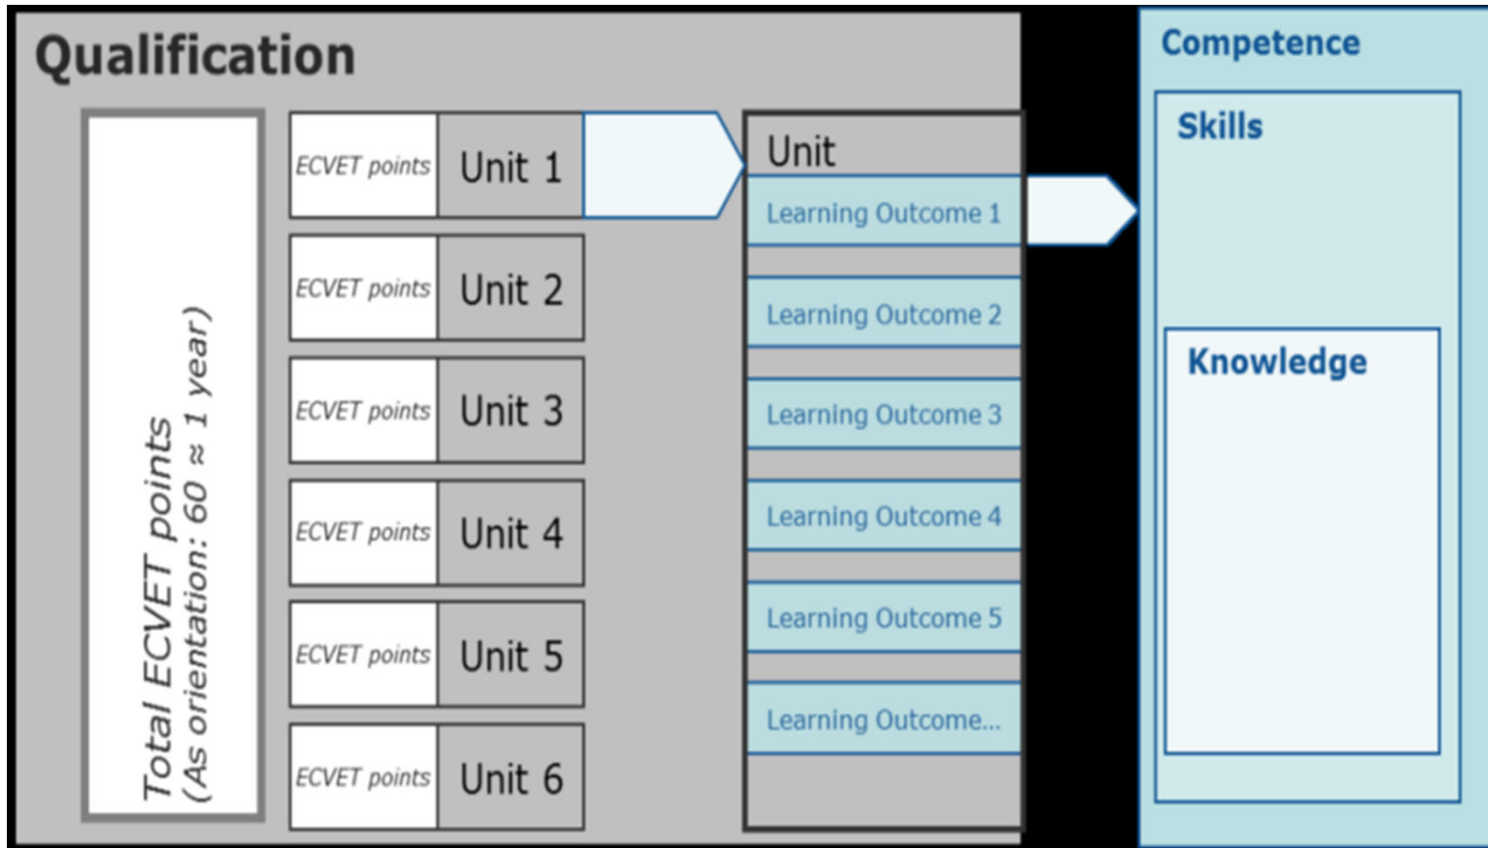 Qualification
Total ECVET points
(As orientation: 60 ≈ 1 year)
ECVET points Unit 1
ECVET points Unit 2
ECVET points Unit 3
ECVET points Unit 4
ECVET points Unit 5
ECVET points Unit 6
Unit
Learning Outcome 1
Learning Outcome 2
Learning Outcome 3
Learning Outcome 4
Learning Outcome 5
Learning Outcome...
Competence
Skills
Knowledge